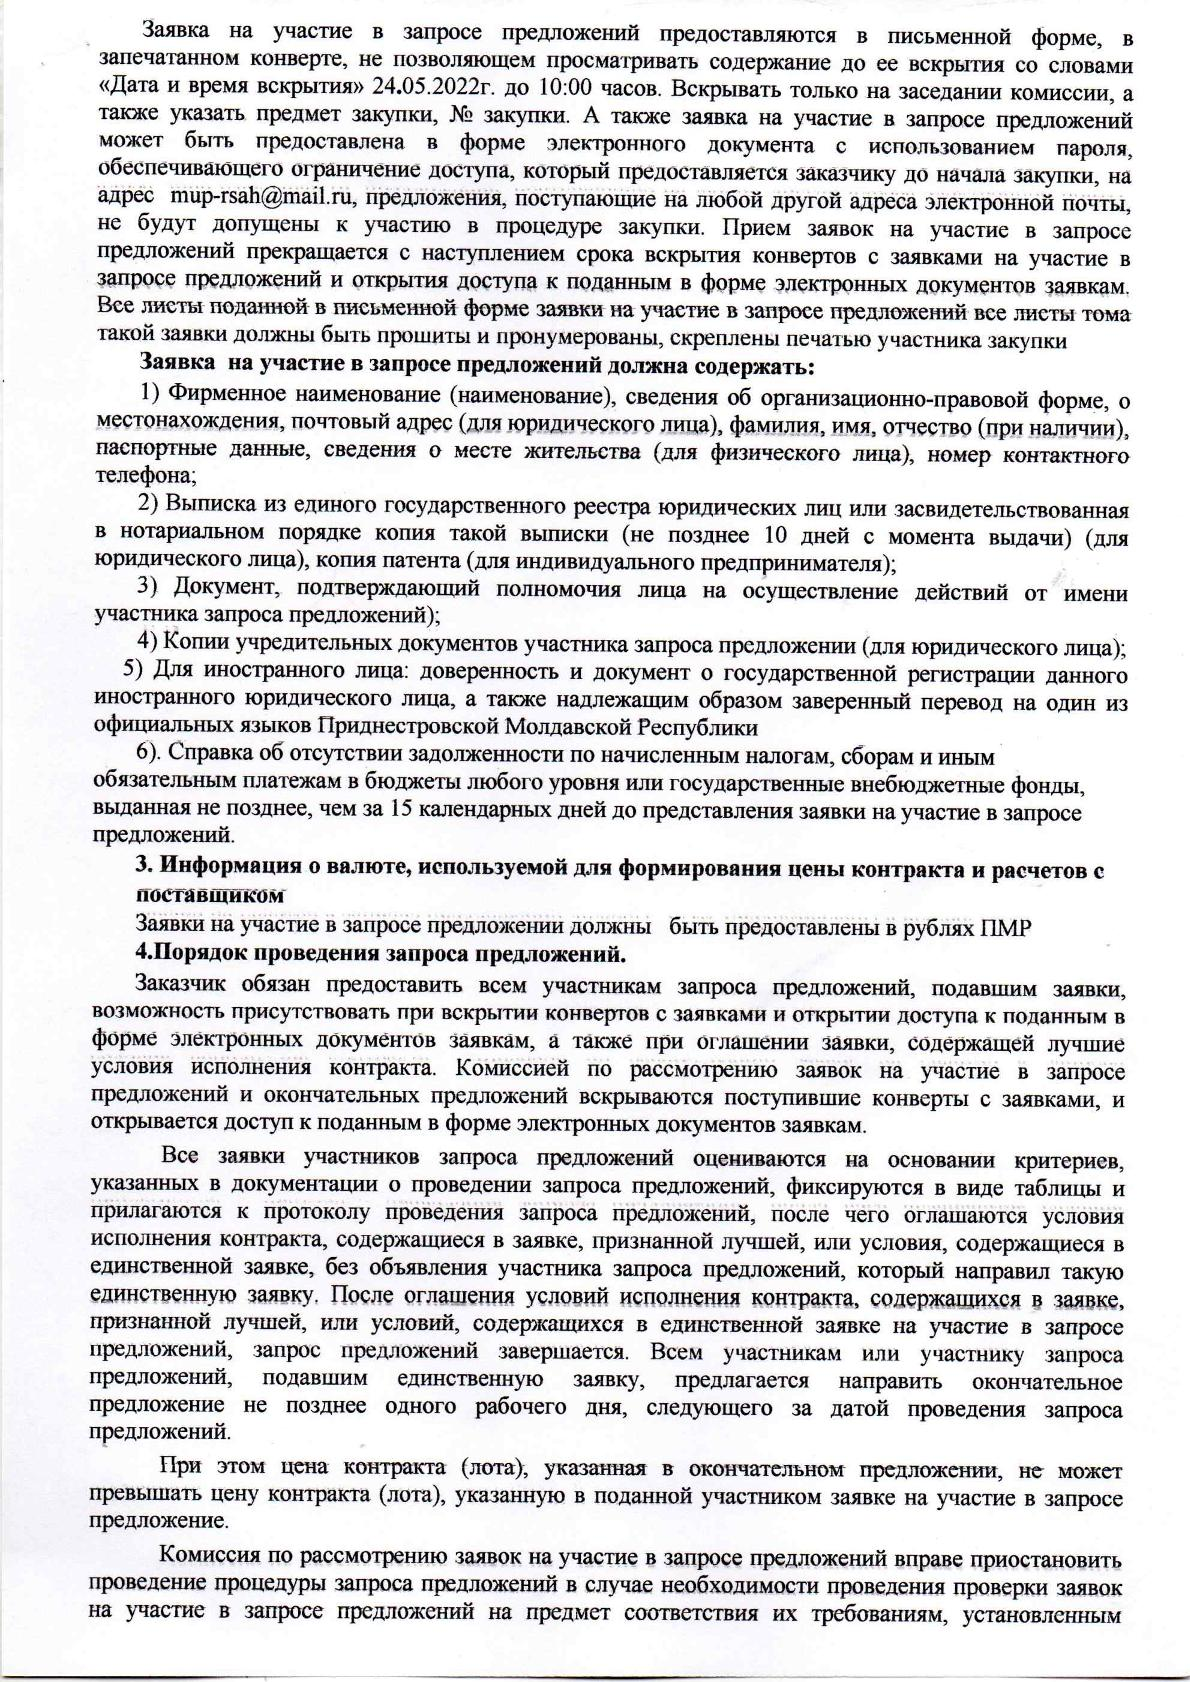 Заявка на участие в запросе предложений предоставляются в письменной форме, в
запечатанном конверте, не позволяющем просматривать содержание до ее вскрытия со словами
«Дата и время вскрытия» 24.05.2022г. до 10:00 часов. Вскрывать только на заседании комиссии, а
также указать предмет закупки, № закупки. А также заявка на участие в запросе предложений
может быть предоставлена в форме электронного документа с использованием пароля,
обеспечивающего ограничение доступа, который предоставляется заказчику до начала закупки, на
адрес mup-rsah@mail.ru, предложения, поступающие на любой другой адреса электронной почты,
не будут допущены к участию в процедуре закупки. Прием заявок на участие в запросе
предложений прекращается с наступлением срока вскрытия конвертов с заявками на участие в
запросе предложений и открытия доступа к поданным в форме электронных документов заявкам.
Все листы поданной в письменной форме заявки на участие в запросе предложений все листы тома
такой заявки должны быть прошиты и пронумерованы, скреплены печатью участника закупки
Заявка на участие в запросе предложений должна содержать:
1) Фирменное наименование (наименование), сведения об организационно-правовой форме, о
местонахождения, почтовый адрес (для юридического лица), фамилия, имя, отчество (при наличии),
паспортные данные, сведения о месте жительства (для физического лица), номер контактного
телефона;
2) Выписка из единого государственного реестра юридических лиц или засвидетельствованная
в нотариальном порядке копия такой выписки (не позднее 10 дней с момента выдачи) (для
юридического лица), копия патента (для индивидуального предпринимателя);
3) Документ, подтверждающий полномочия лица на осуществление действий от имени
участника запроса предложений);
4) Копии учредительных документов участника запроса предложении (для юридического лица);
5) Для иностранного лица: доверенность и документ о государственной регистрации данного
иностранного юридического лица, а также надлежащим образом заверенный перевод на один из
официальных языков Приднестровской Молдавской Республики
6). Справка об отсутствии задолженности по начисленным налогам, сборам и иным
обязательным платежам в бюджеты любого уровня или государственные внебюджетные фонды,
выданная не позднее, чем за 15 календарных дней до представления заявки на участие в запросе
предложений.
3. Информация о валюте, используемой для формирования цены контракта и расчетов с
поставщиком
Заявки на участие в запросе предложении должны быть предоставлены в рублях ПМР
4.Порядок проведения запроса предложений.
Заказчик обязан предоставить всем участникам запроса предложений, подавшим заявки,
возможность присутствовать при вскрытии конвертов с заявками и открытии доступа к поданным в
форме электронных документов заявкам, а также при оглашении заявки, содержащей лучшие
условия исполнения контракта. Комиссией по рассмотрению заявок на участие в запросе
предложений и окончательных предложений вскрываются поступившие конверты с заявками, и
открывается доступ к поданным в форме электронных документов заявкам.
Все заявки участников запроса предложений оцениваются на основании критериев,
указанных в документации о проведении запроса предложений, фиксируются в виде таблицы и
прилагаются к протоколу проведения запроса предложений, после чего оглашаются условия
исполнения контракта, содержащиеся в заявке, признанной лучшей, или условия, содержащиеся в
единственной заявке, без объявления участника запроса предложений, который направил такую
единственную заявку. После оглашения условий исполнения контракта, содержащихся в заявке,
признанной лучшей, или условий, содержащихся в единственной заявке на участие в запросе
предложений, запрос предложений завершается. Всем участникам или участнику запроса
предложений, подавшим единственную заявку, предлагается направить окончательное
предложение не позднее одного рабочего дня, следующего за датой проведения запроса
предложений.
При этом цена контракта (лота), указанная в окончательном предложении, не может
превышать цену контракта (лота), указанную в поданной участником заявке на участие в запросе
предложение.
Комиссия по рассмотрению заявок на участие в запросе предложений вправе приостановить
проведение процедуры запроса предложений в случае необходимости проведения проверки заявок
на участие в запросе предложений на предмет соответствия их требованиям, установленным